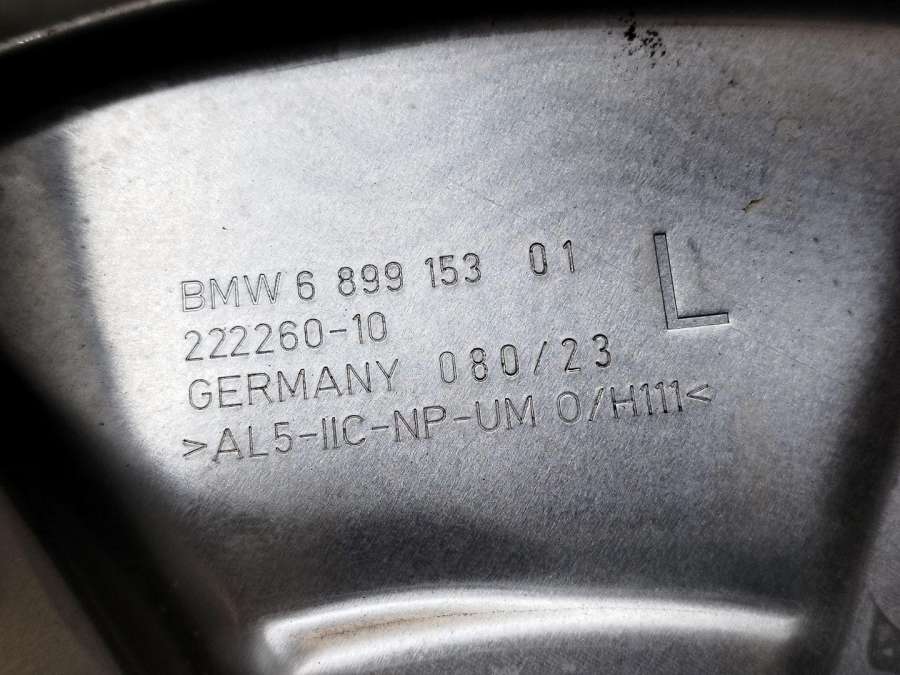 BMW 6 899 153 01
L
222260-10
GERMANY 080/23
>AL5-IIC-NP-UM O/H111<